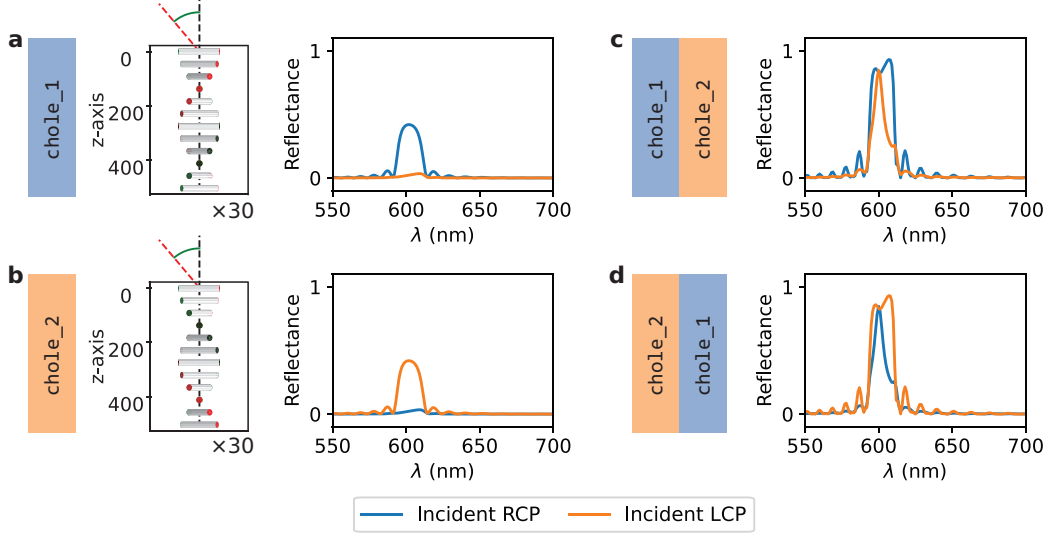 a
chole_1
z-axis
0
200
400
×30
Reflectance
1
0
550 600 650 700
λ (nm)
c
chole_1 chole_2
Reflectance
1
0
550 600 650 700
λ (nm)
b
chole_2
z-axis
0
200
400
×30
Reflectance
1
0
550 600 650 700
λ (nm)
d
chole_2 chole_1
Reflectance
1
0
550 600 650 700
λ (nm)
Incident RCP Incident LCP